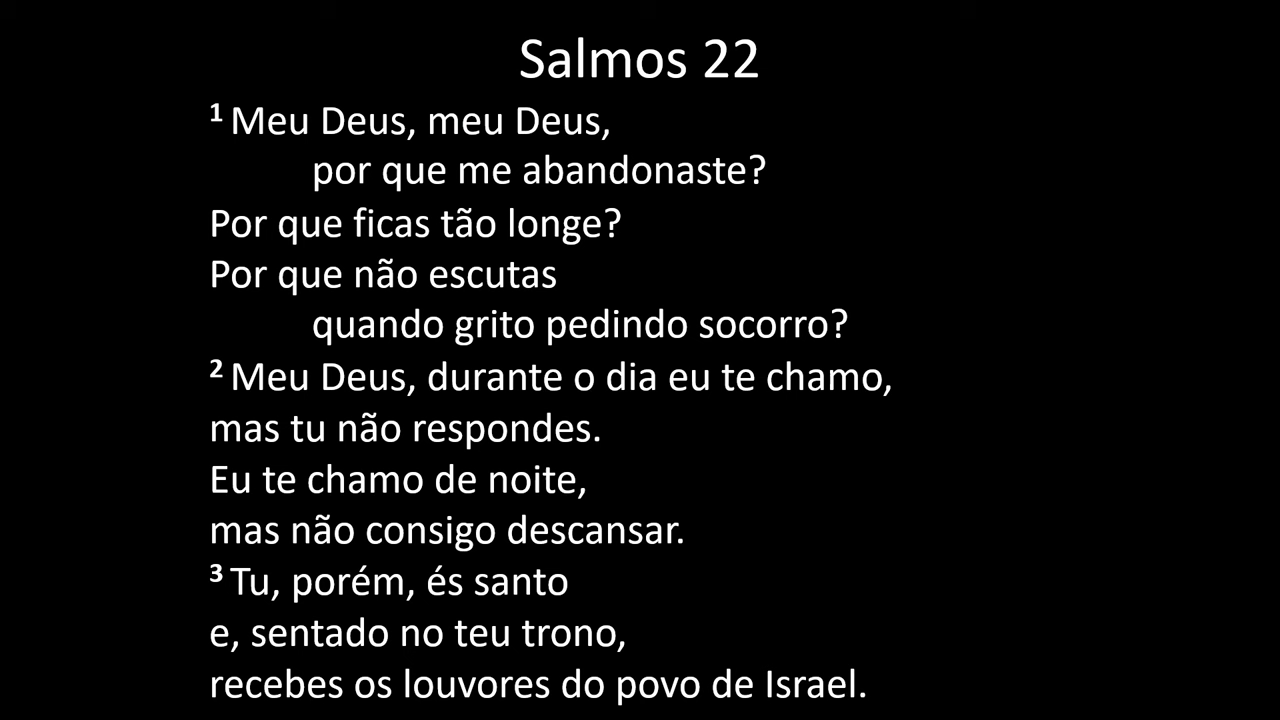 Salmos 22
1 Meu Deus, meu Deus,
por que me abandonaste?
Por que ficas tão longe?
Por que não escutas
quando grito pedindo socorro?
2 Meu Deus, durante o dia eu te chamo,
mas tu não respondes.
Eu te chamo de noite,
mas não consigo descansar.
3 Tu, porém, és santo
e, sentado no teu trono,
recebes os louvores do povo de Israel.